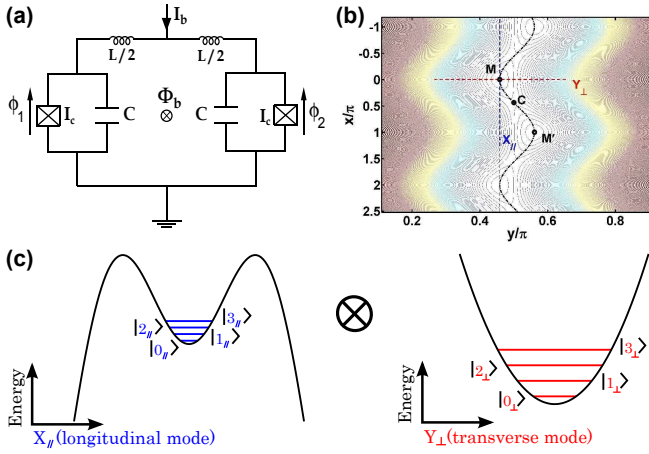 (a)
I_b
L/2
L/2
ϕ_1
I_c
C
Φ_b
⊗
C
I_c
ϕ_2
(b)
x/π
-1
0
0.5
1
1.5
2
2.5
M
Y_⊥
C
X_//
M'
0.2
0.4
0.6
0.8
y/π
(c)
|3_//>
|2_//>
|1_//>
|0_//>
Energy
X_// (longitudinal mode)
⊗
|3_⊥>
|2_⊥>
|1_⊥>
|0_⊥>
Energy
Y_⊥ (transverse mode)